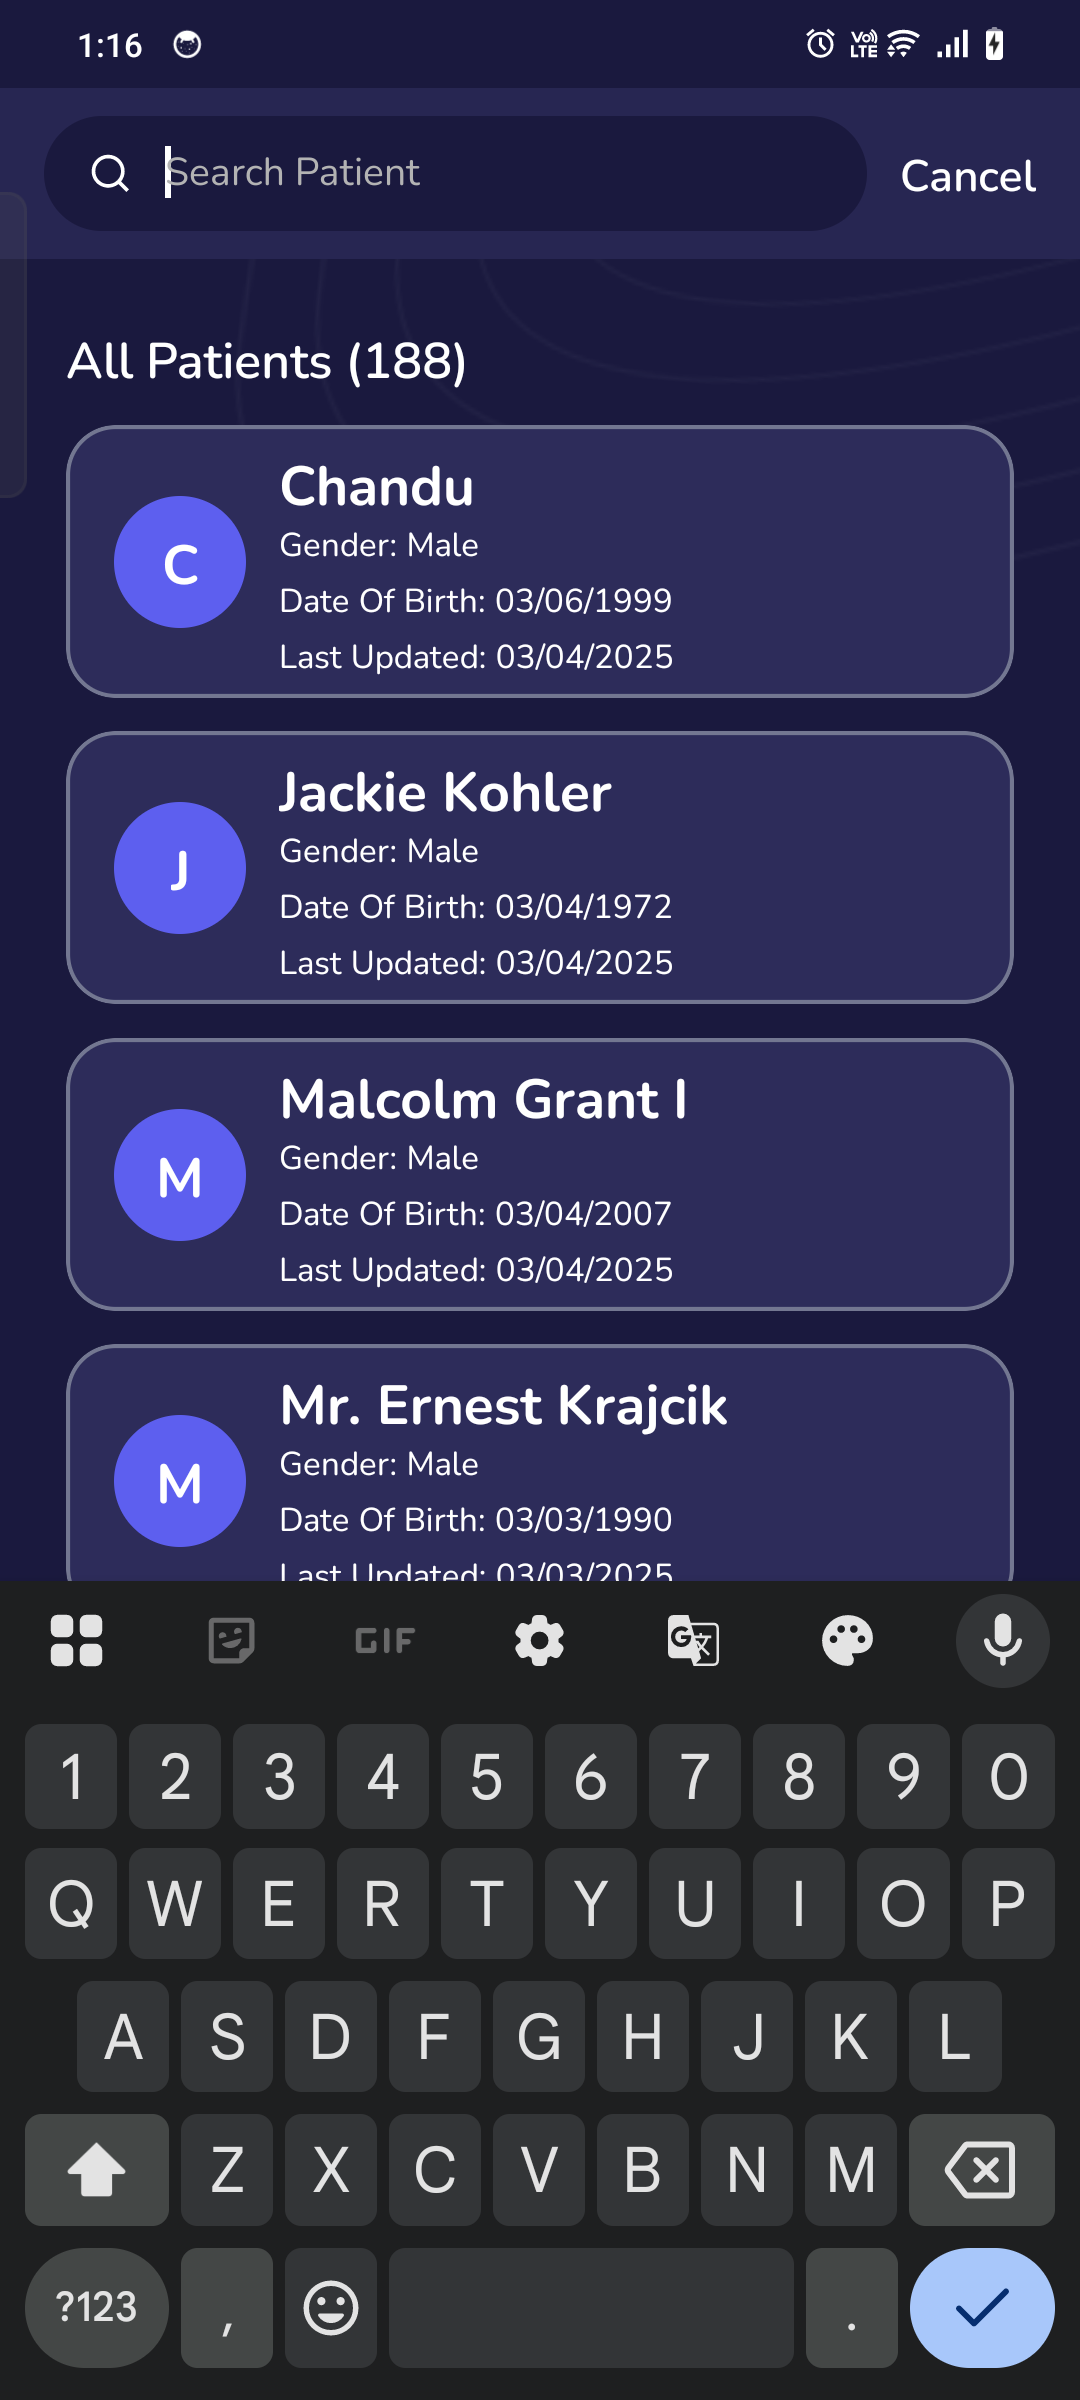 1:16
VoLTE
Search Patient
Cancel
All Patients (188)
C
Chandu
Gender: Male
Date Of Birth: 03/06/1999
Last Updated: 03/04/2025
J
Jackie Kohler
Gender: Male
Date Of Birth: 03/04/1972
Last Updated: 03/04/2025
M
Malcolm Grant I
Gender: Male
Date Of Birth: 03/04/2007
Last Updated: 03/04/2025
M
Mr. Ernest Krajcik
Gender: Male
Date Of Birth: 03/03/1990
Last Updated: 03/03/2025
GIF
G 文
1 2 3 4 5 6 7 8 9 0
Q W E R T Y U I O P
A S D F G H J K L
Z X C V B N M
?123 , .